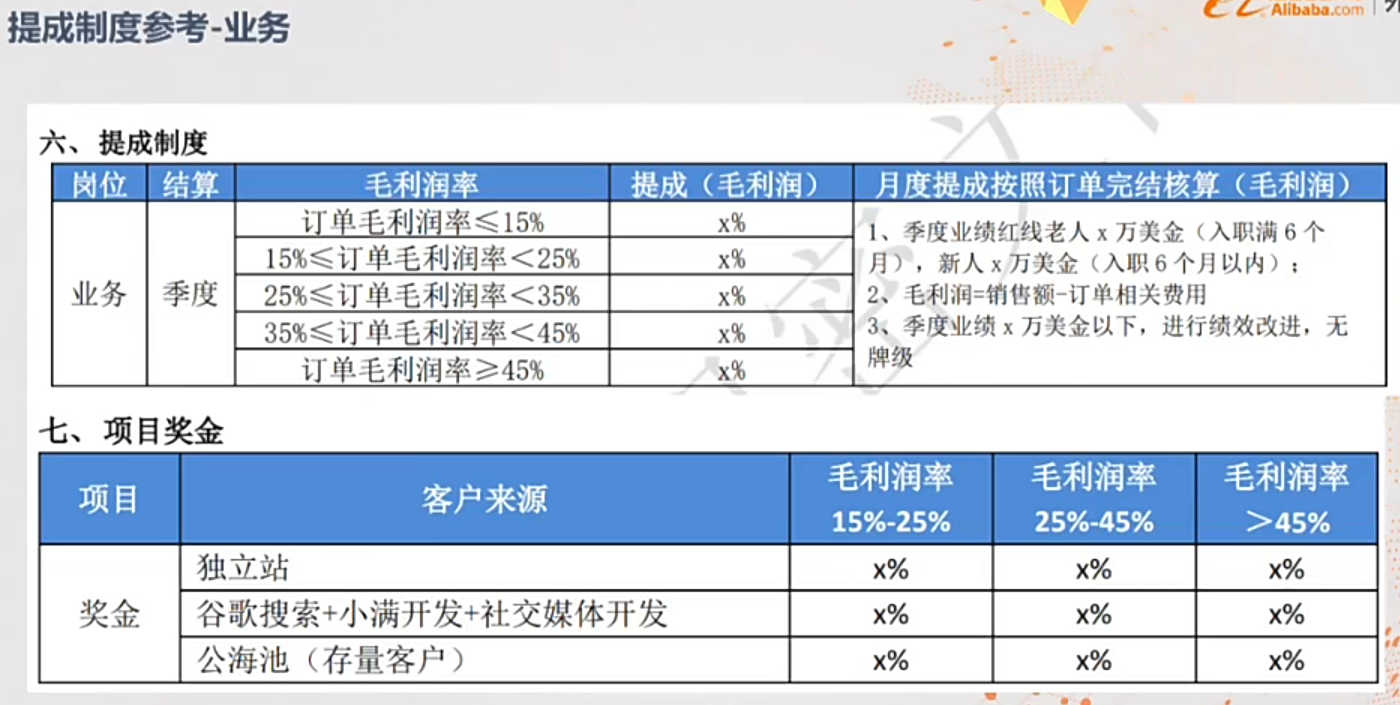 提成制度参考-业务
Alibaba.com
六、提成制度
岗位 结算 毛利润率 提成（毛利润） 月度提成按照订单完结核算（毛利润）
业务 季度
订单毛利润率≤15% x%
15%≤订单毛利润率＜25% x%
25%≤订单毛利润率＜35% x%
35%≤订单毛利润率＜45% x%
订单毛利润率≥45% x%
1、季度业绩红线老人 x 万美金（入职满 6 个
月），新人 x 万美金（入职 6 个月以内）；
2、毛利润=销售额-订单相关费用
3、季度业绩 x 万美金以下，进行绩效改进，无
牌级
七、项目奖金
项目 客户来源 毛利润率 毛利润率 毛利润率
15%-25% 25%-45% ＞45%
奖金
独立站 x% x% x%
谷歌搜索+小满开发+社交媒体开发 x% x% x%
公海池（存量客户） x% x% x%